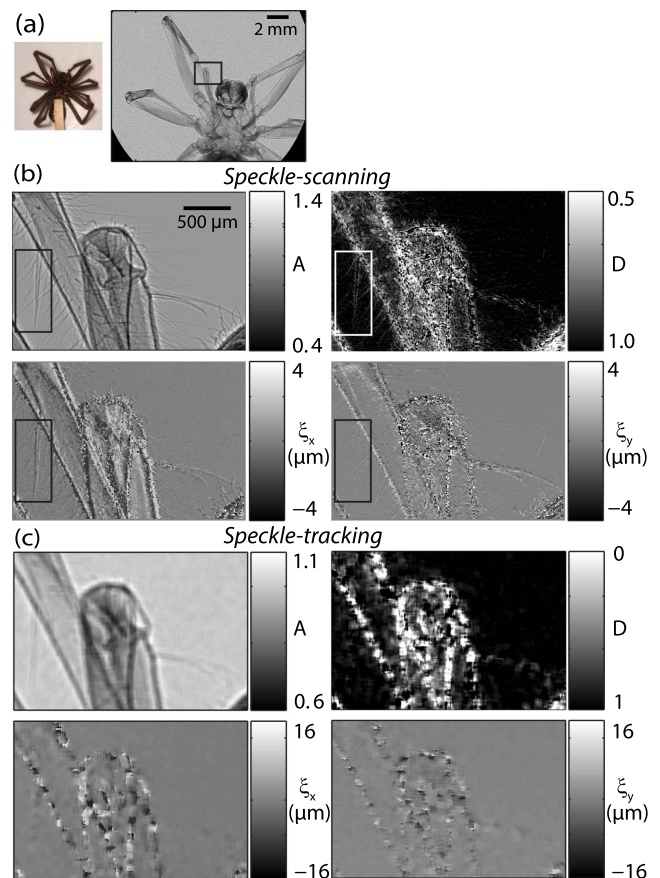 (a)
2 mm
(b)
Speckle-scanning
500 μm
1.4
A
0.4
0.5
D
1.0
4
ξx
(μm)
−4
4
ξy
(μm)
−4
(c)
Speckle-tracking
1.1
A
0.6
0
D
1
16
ξx
(μm)
−16
16
ξy
(μm)
−16